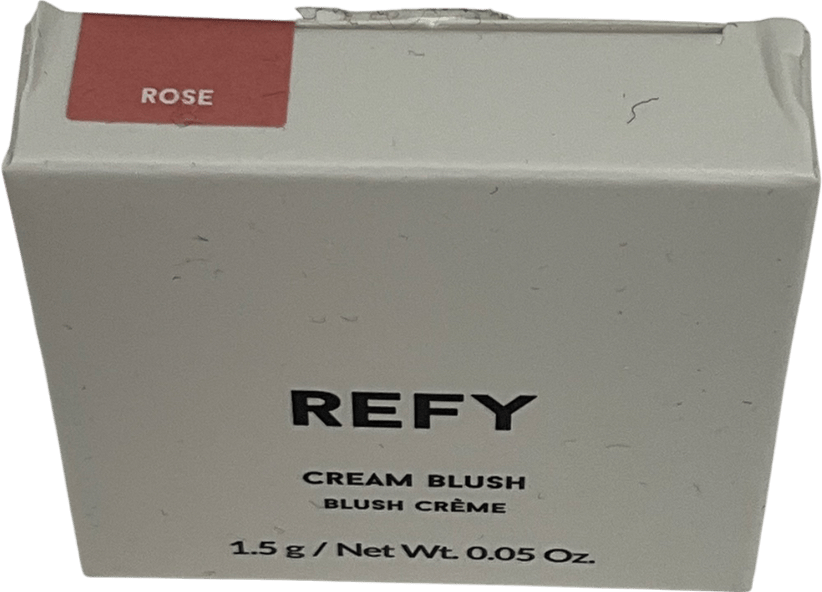 ROSE
REFY
CREAM BLUSH
BLUSH CRÈME
1.5 g / Net Wt. 0.05 Oz.